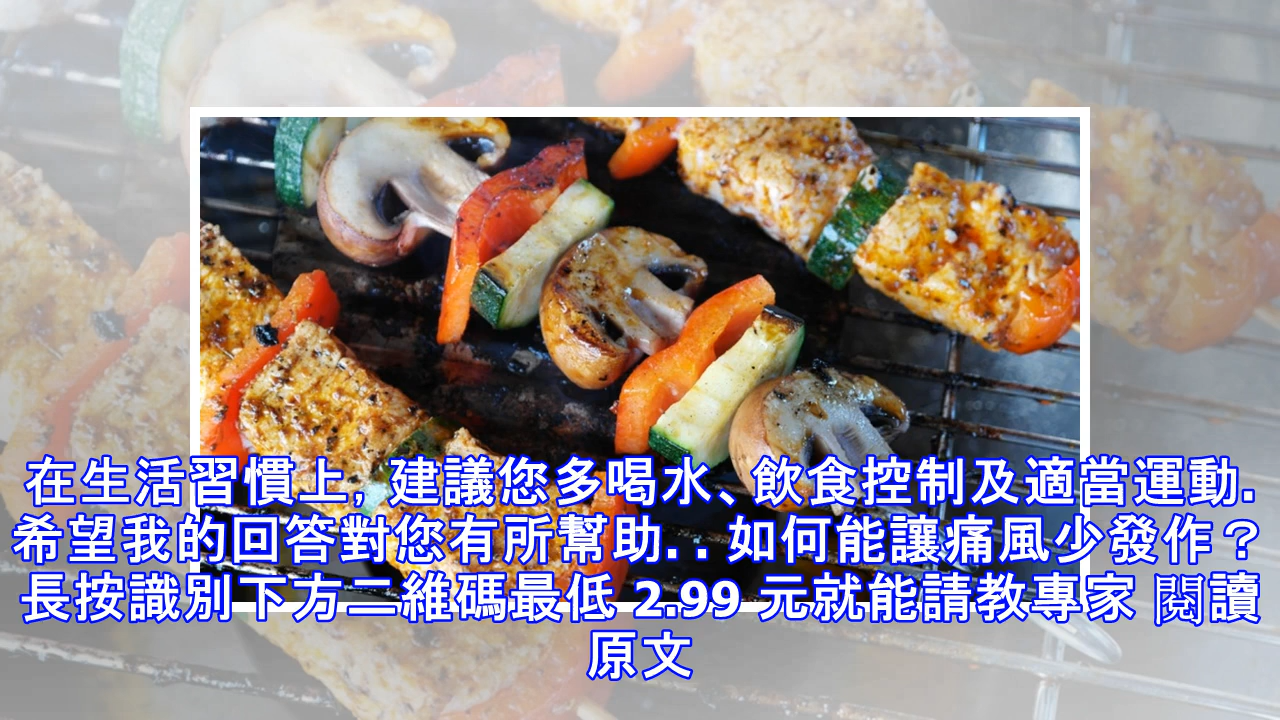 在生活習慣上, 建議您多喝水、飲食控制及適當運動.
希望我的回答對您有所幫助. . 如何能讓痛風少發作？
長按識別下方二維碼最低 2.99 元就能請教專家 閱讀
原文